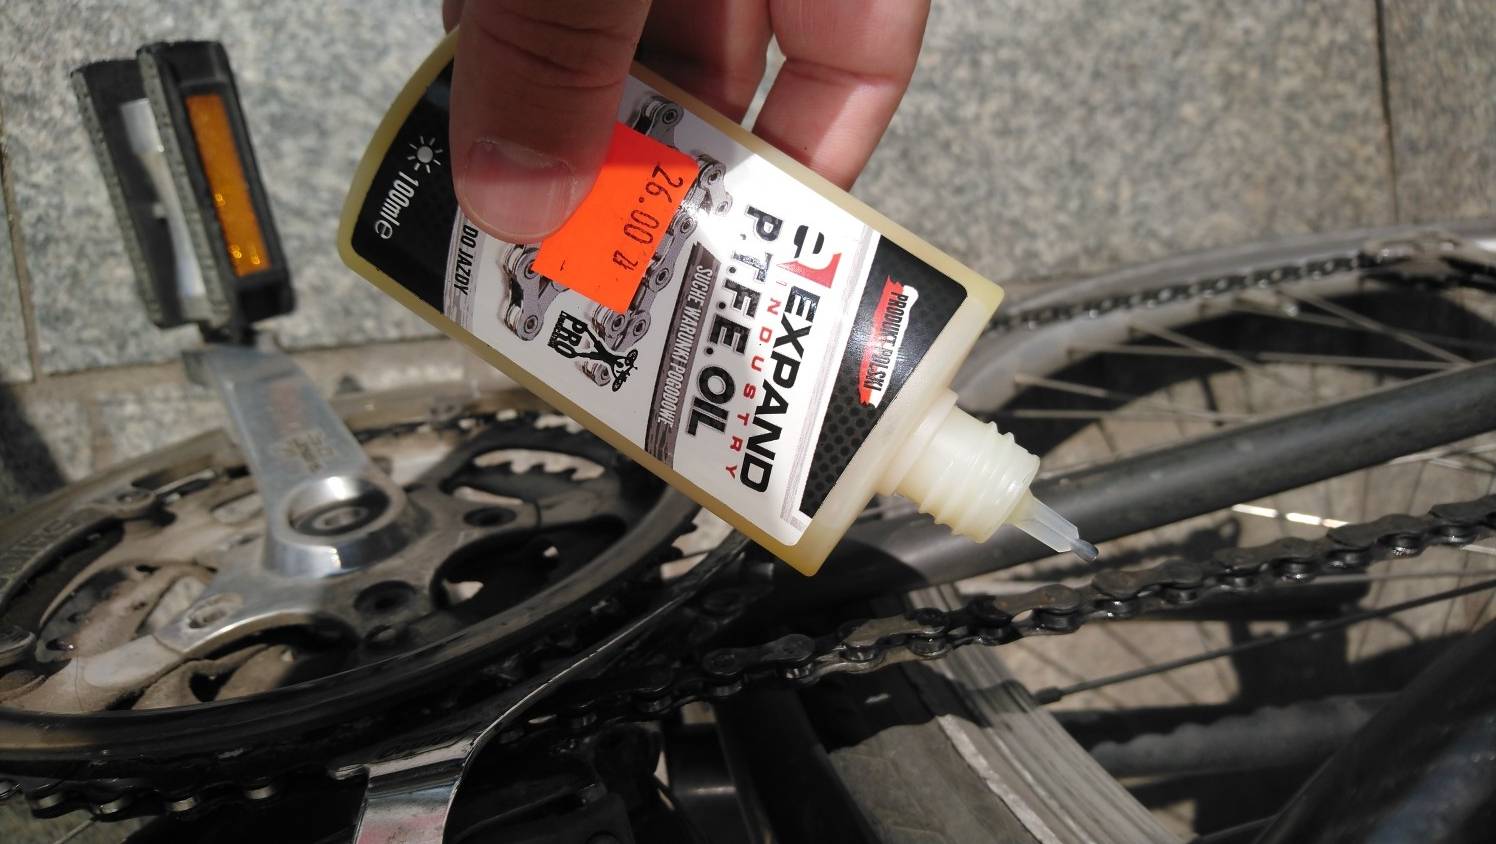 PRODUKT POLSKI
EXPAND
INDUSTRY
P.T.F.E. OIL
SUCHE WARUNKI POGODOWE
26.00 zł
X
PRO
DO JAZDY
100ml e